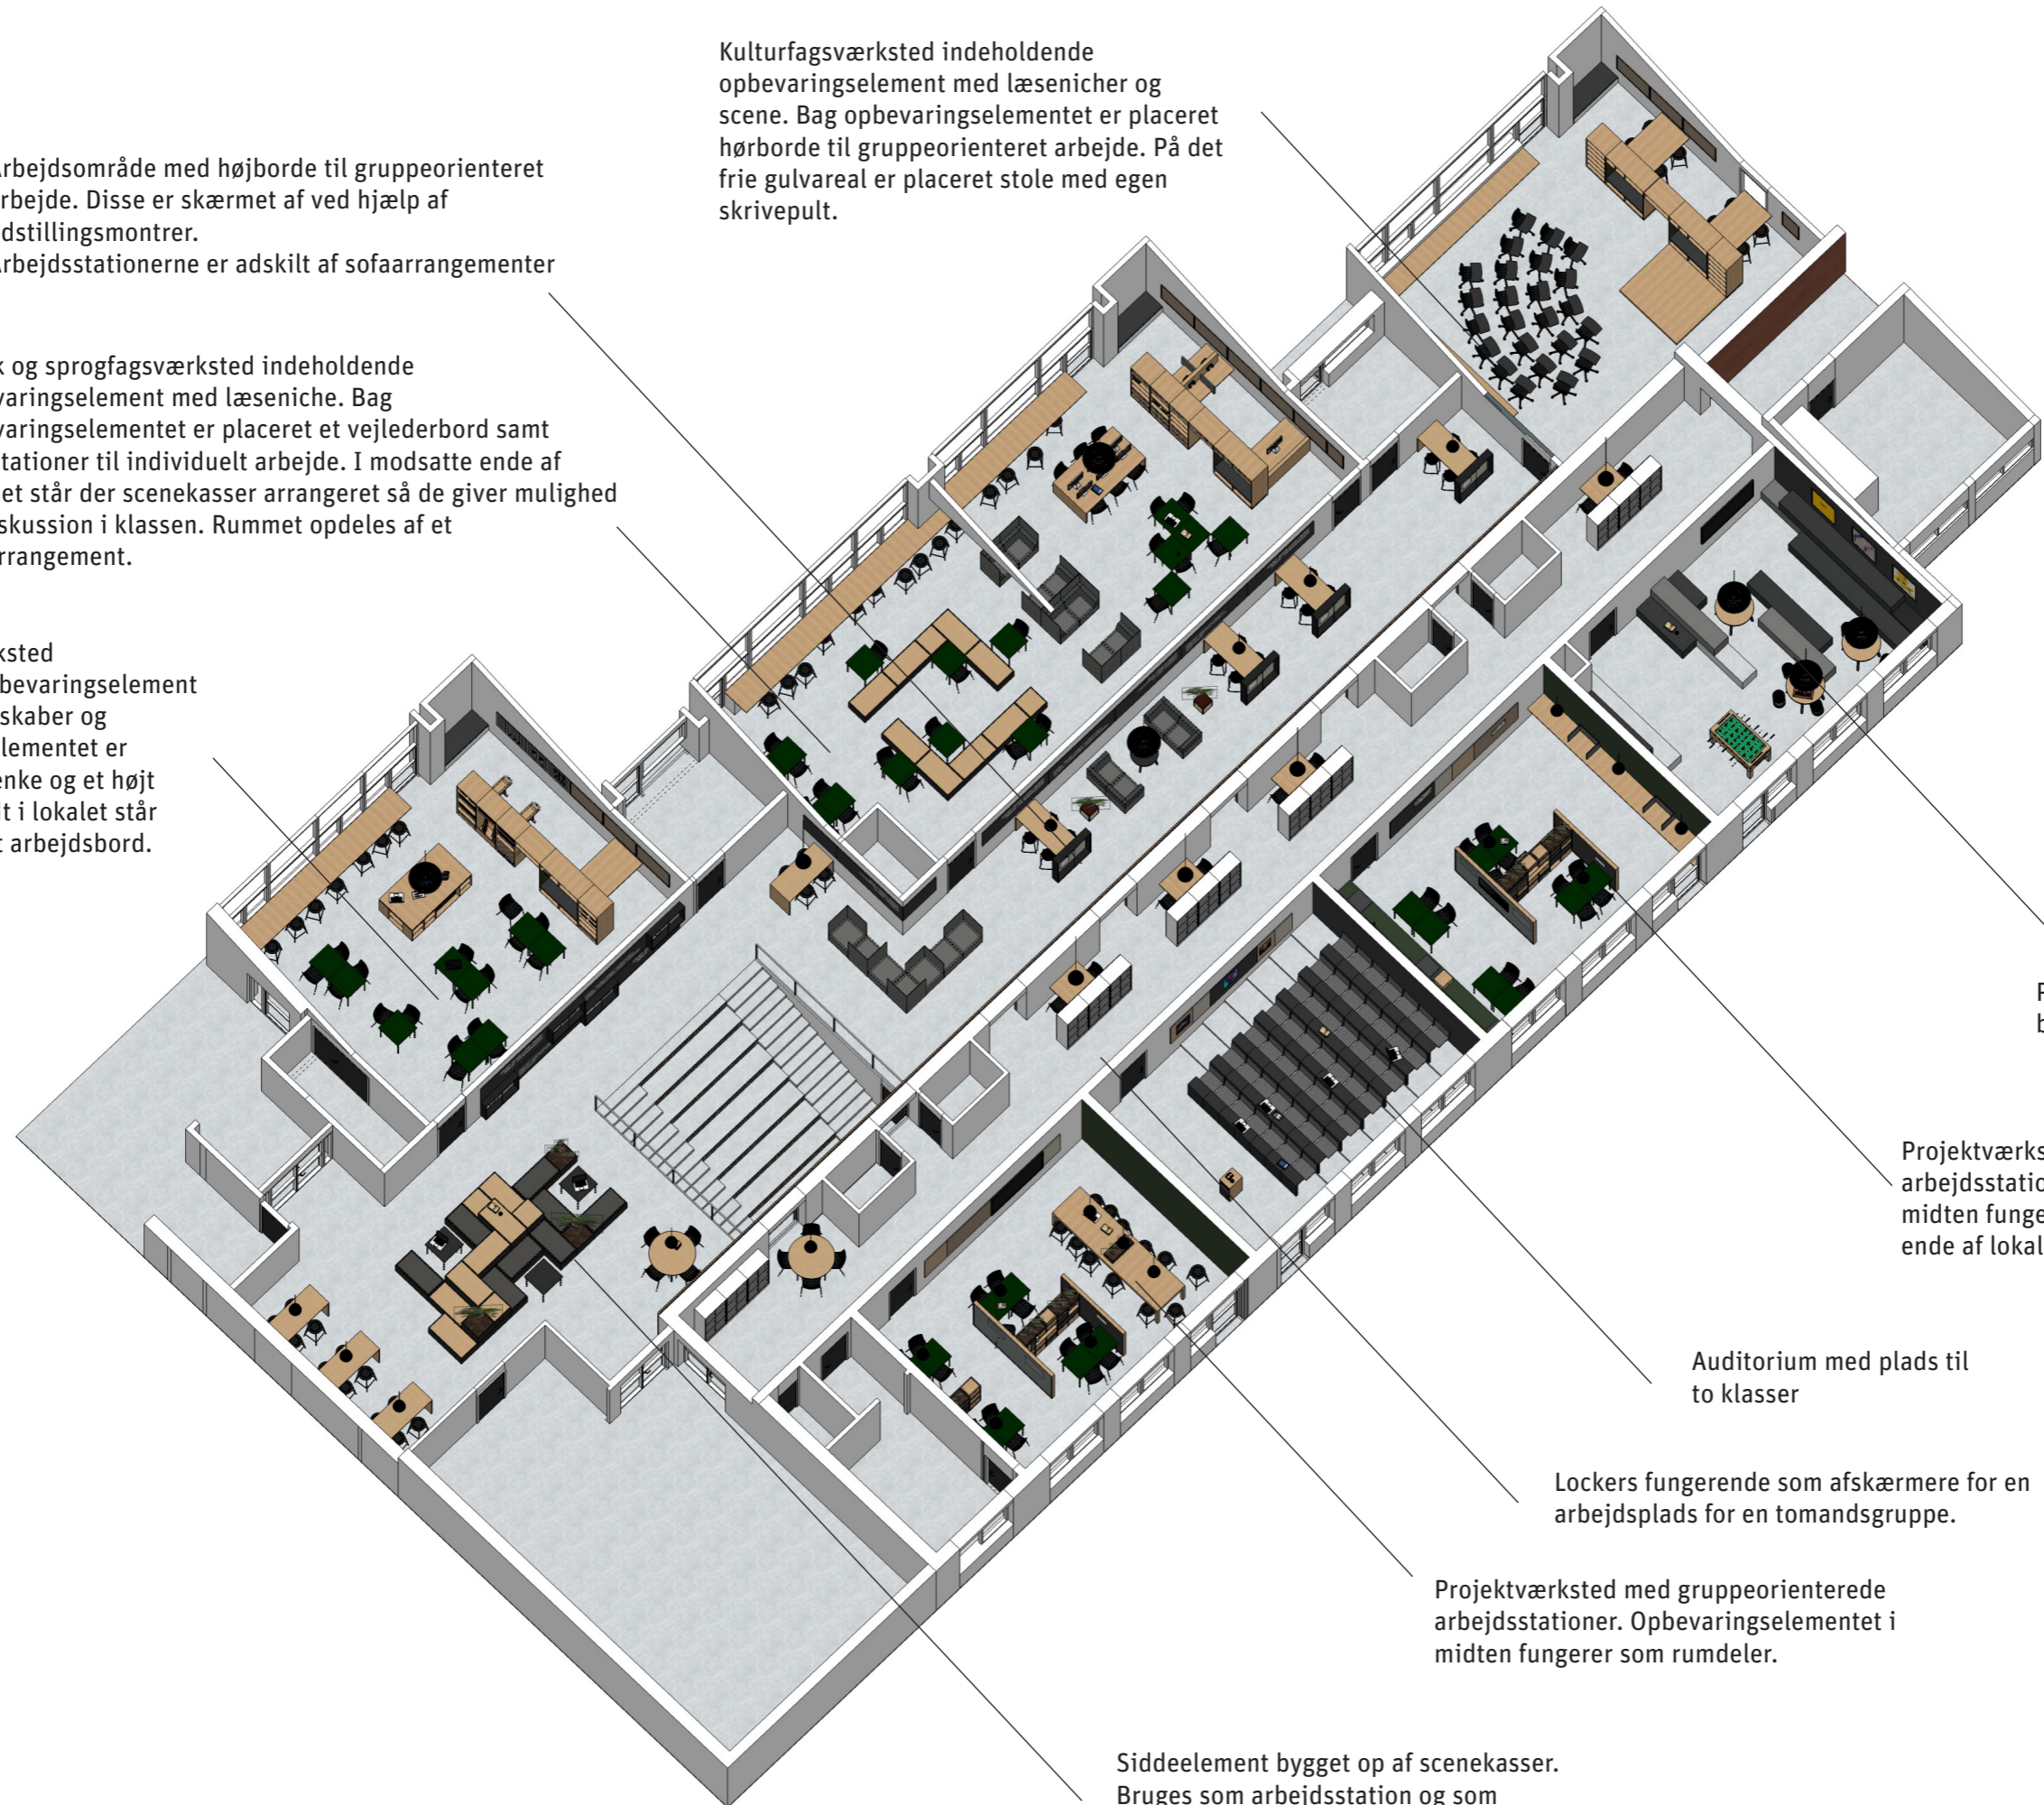 Kulturfagsværksted indeholdende
opbevaringselement med læsenicher og
scene. Bag opbevaringselementet er placeret
hørborde til gruppeorienteret arbejde. På det
frie gulvareal er placeret stole med egen
skrivepult.
rbejdsområde med højborde til gruppeorienteret
rbejde. Disse er skærmet af ved hjælp af
dstillingsmontrer.
rbejdsstationerne er adskilt af sofaarrangementer
k og sprogfagsværksted indeholdende
varingselement med læseniche. Bag
varingselementet er placeret et vejlederbord samt
tationer til individuelt arbejde. I modsatte ende af
et står der scenekasser arrangeret så de giver mulighed
skussion i klassen. Rummet opdeles af et
rrangement.
ksted
bevaringselement
skaber og
lementet er
enke og et højt
dt i lokalet står
t arbejdsbord.
Projektværks
arbejdsstatio
midten funge
ende af lokal
Auditorium med plads til
to klasser
Lockers fungerende som afskærmere for en
arbejdsplads for en tomandsgruppe.
Projektværksted med gruppeorienterede
arbejdsstationer. Opbevaringselementet i
midten fungerer som rumdeler.
Siddeelement bygget op af scenekasser.
Bruges som arbejdsstation og som